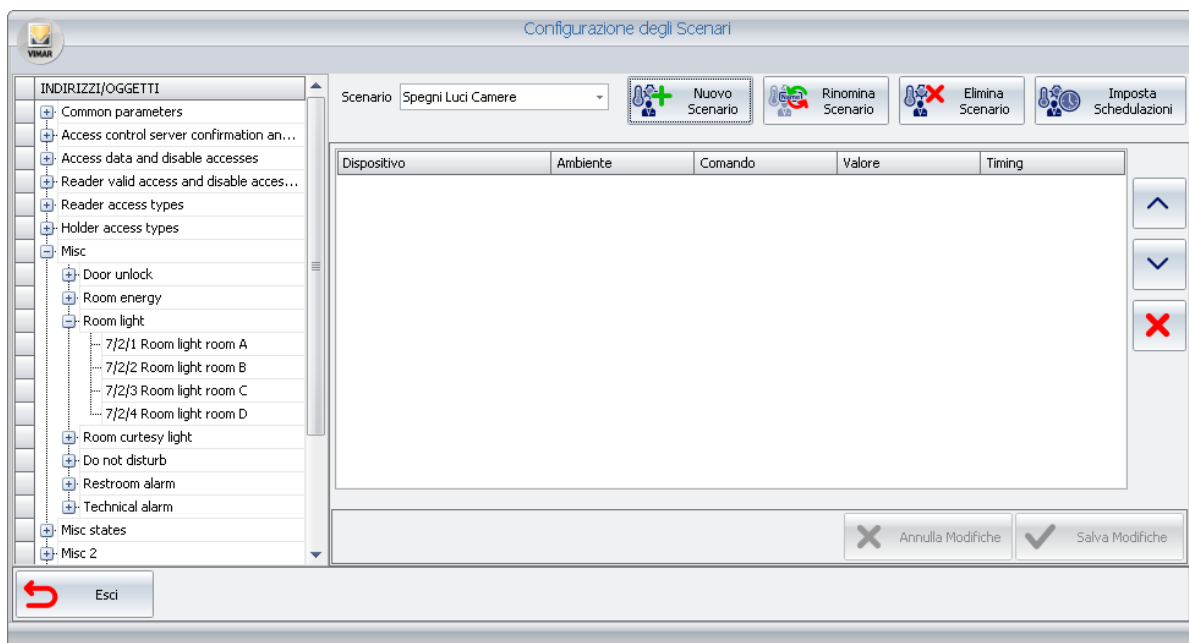 Configurazione degli Scenari
VIMAR
INDIRIZZI/OGGETTI
Common parameters
Access control server confirmation an...
Access data and disable accesses
Reader valid access and disable acces...
Reader access types
Holder access types
Misc
Door unlock
Room energy
Room light
7/2/1 Room light room A
7/2/2 Room light room B
7/2/3 Room light room C
7/2/4 Room light room D
Room curtesy light
Do not disturb
Restroom alarm
Technical alarm
Misc states
Misc 2
Scenario Spegni Luci Camere
Nuovo
Scenario
Rinomina
Scenario
Elimina
Scenario
Imposta
Schedulazioni
Dispositivo Ambiente Comando Valore Timing
Annulla Modifiche Salva Modifiche
Esci